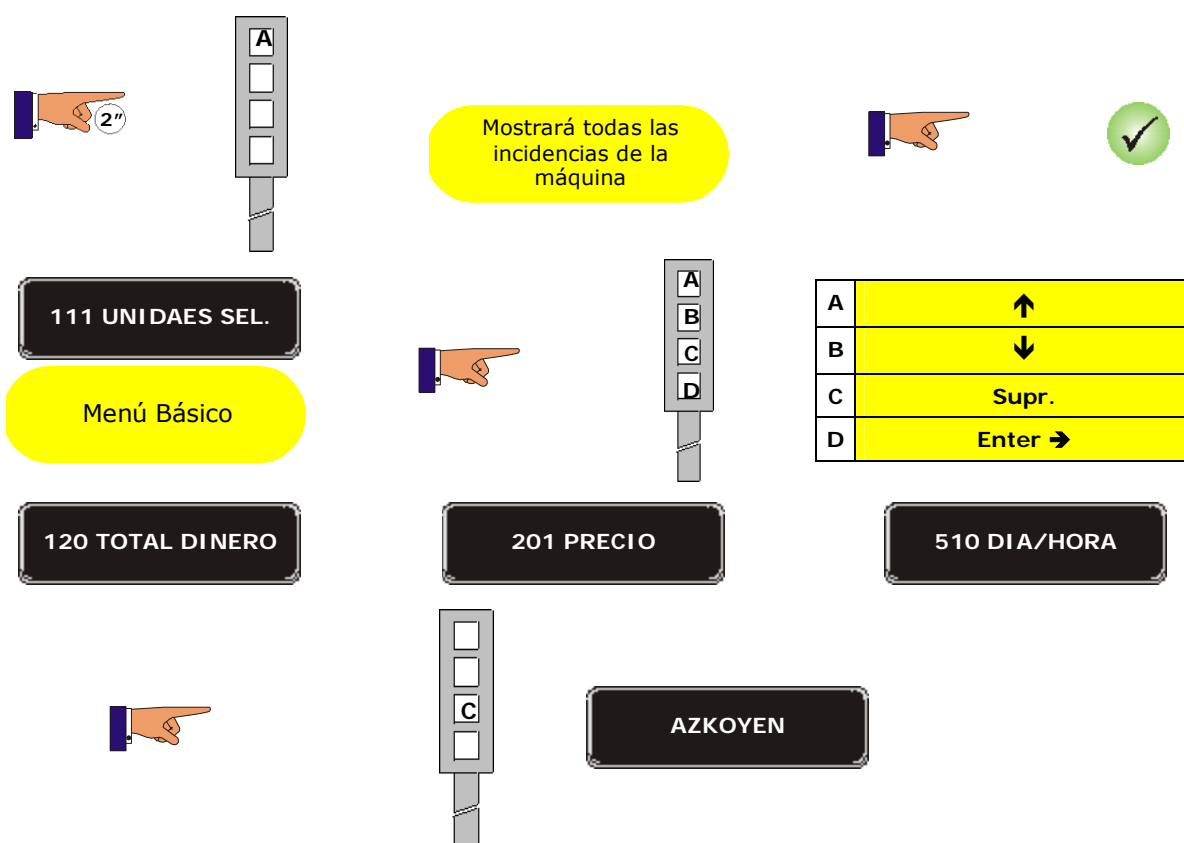 A
2”
Mostrará todas las
incidencias de la
máquina
111 UNIDAES SEL.
Menú Básico
A
B
C
D
A ↑
B ↓
C Supr.
D Enter →
120 TOTAL DINERO
201 PRECIO
510 DIA/HORA
C
AZKOYEN